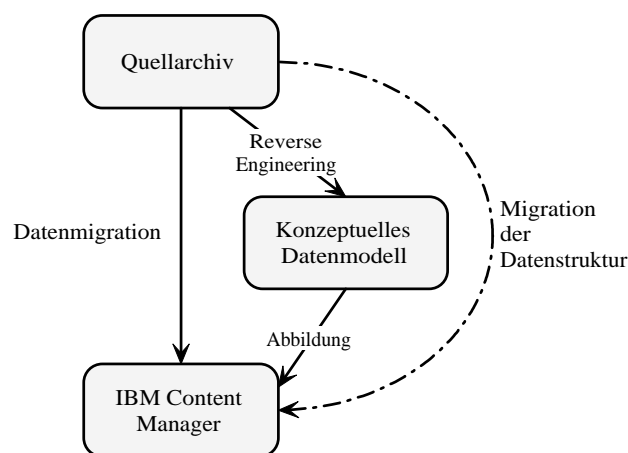 Quellarchiv
Reverse
Engineering
Konzeptuelles
Datenmodell
Datenmigration
Migration
der
Datenstruktur
Abbildung
IBM Content
Manager